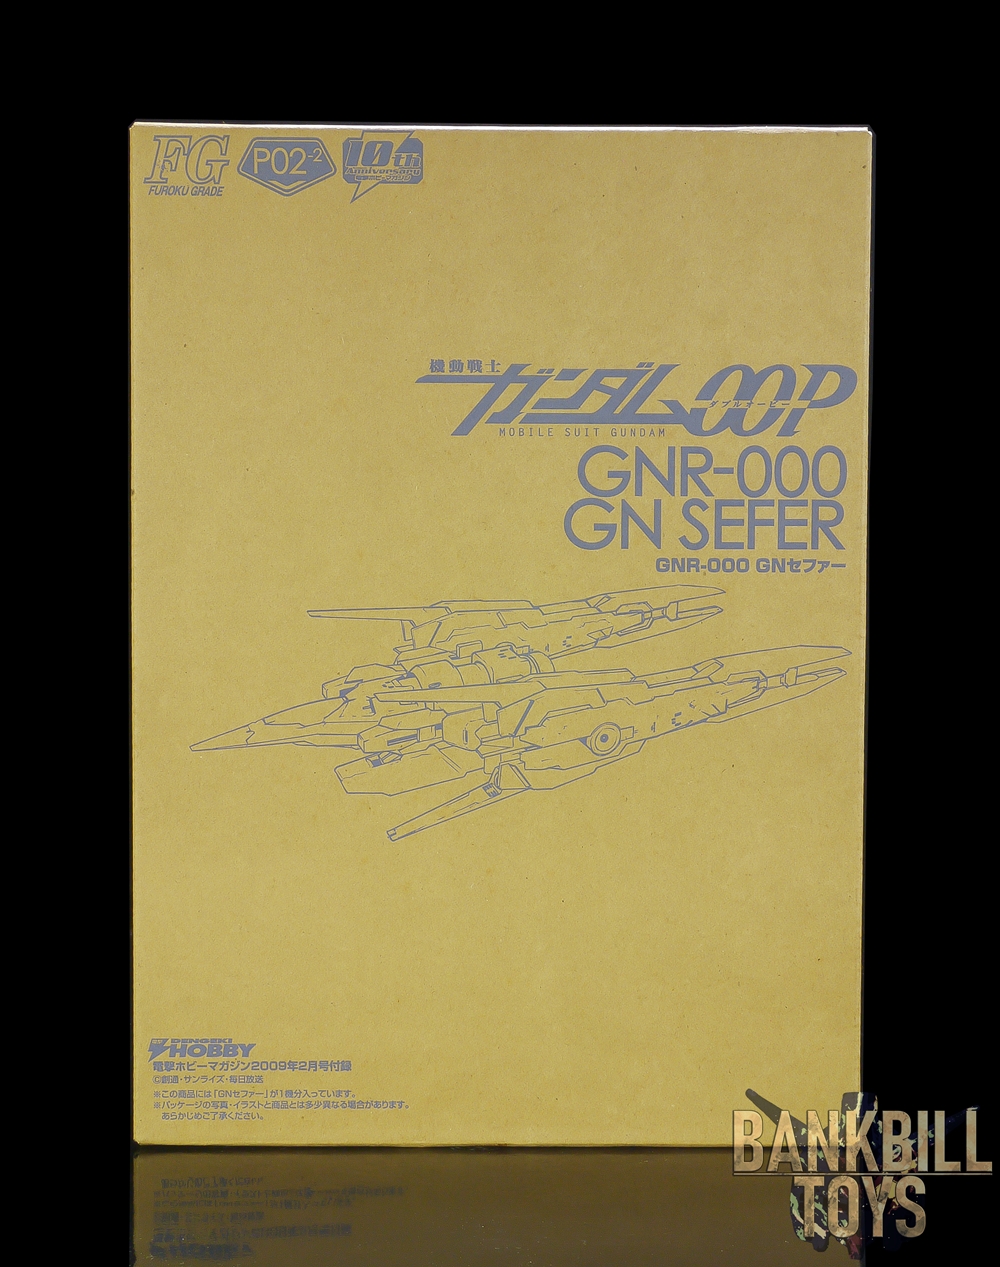 FG
FUROKU GRADE
P02-2
10th
Anniversary
機動戦士
ガンダム00P
ダブルオーピー
MOBILE SUIT GUNDAM
GNR-000
GN SEFER
GNR-000 GNセファー
DENGEKI
HOBBY
電撃ホビーマガジン2009年2月号付録
©創通・サンライズ・毎日放送
※この商品には「GNセファー」が1機分入っています。
※パッケージの写真・イラストと商品とは多少異なる場合があります。
あらかじめご了承ください。
BANKBILL
TOYS